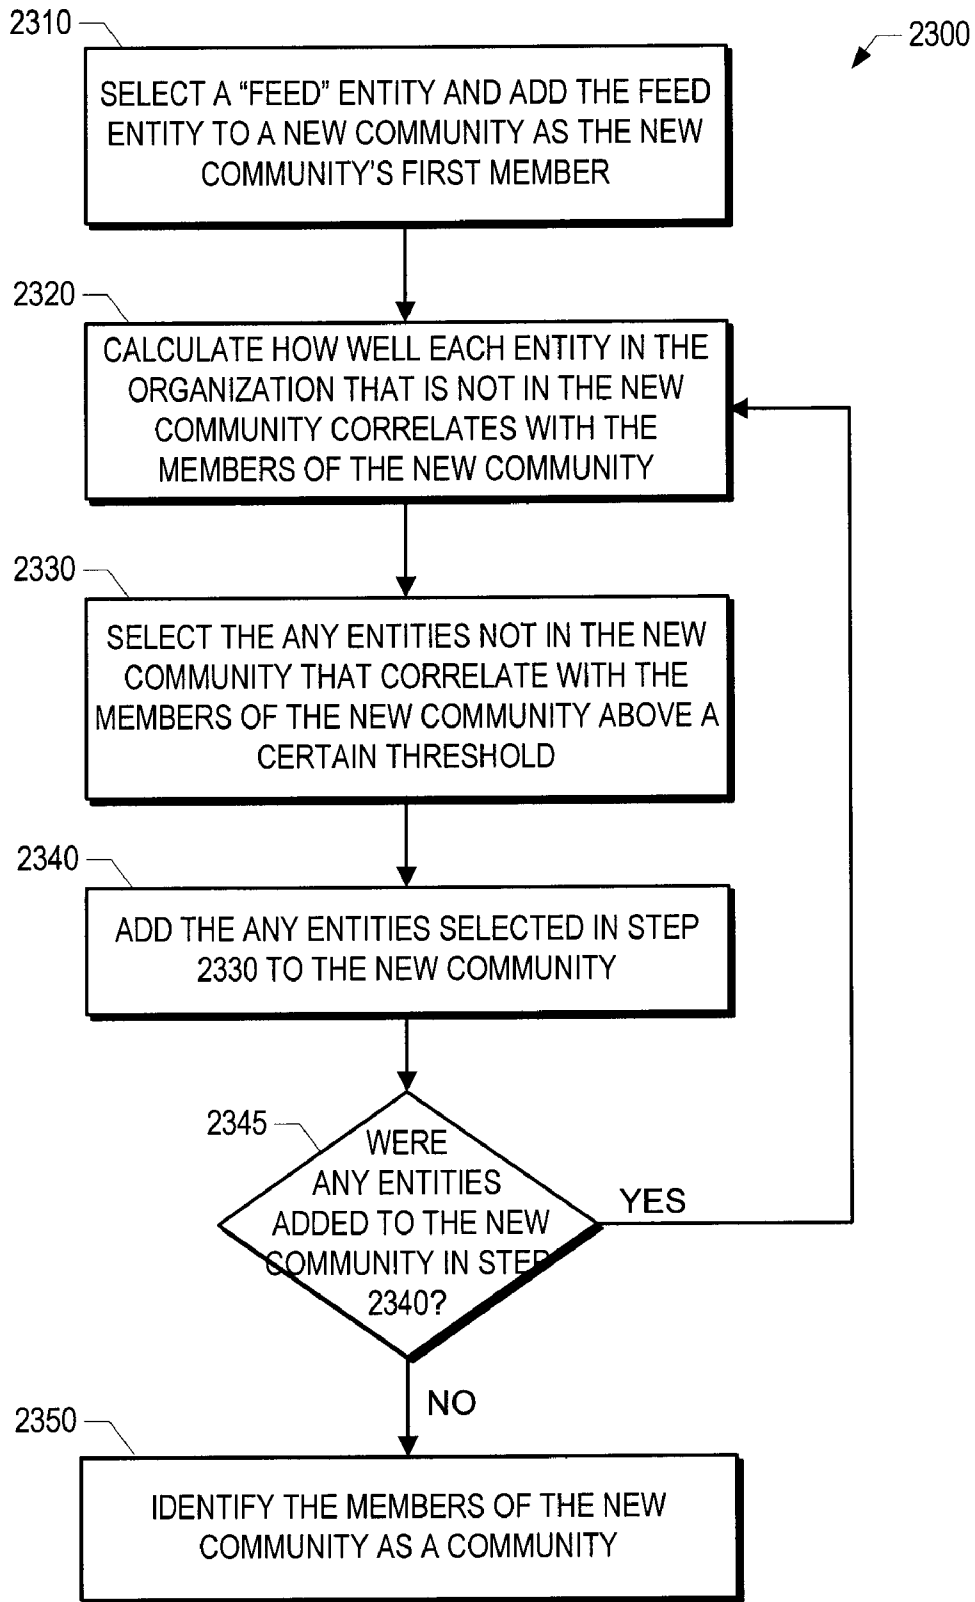 2310
2300
SELECT A "FEED" ENTITY AND ADD THE FEED
ENTITY TO A NEW COMMUNITY AS THE NEW
COMMUNITY'S FIRST MEMBER
2320
CALCULATE HOW WELL EACH ENTITY IN THE
ORGANIZATION THAT IS NOT IN THE NEW
COMMUNITY CORRELATES WITH THE
MEMBERS OF THE NEW COMMUNITY
2330
SELECT THE ANY ENTITIES NOT IN THE NEW
COMMUNITY THAT CORRELATE WITH THE
MEMBERS OF THE NEW COMMUNITY ABOVE A
CERTAIN THRESHOLD
2340
ADD THE ANY ENTITIES SELECTED IN STEP
2330 TO THE NEW COMMUNITY
2345
WERE
ANY ENTITIES
ADDED TO THE NEW
COMMUNITY IN STEP
2340?
YES
NO
2350
IDENTIFY THE MEMBERS OF THE NEW
COMMUNITY AS A COMMUNITY